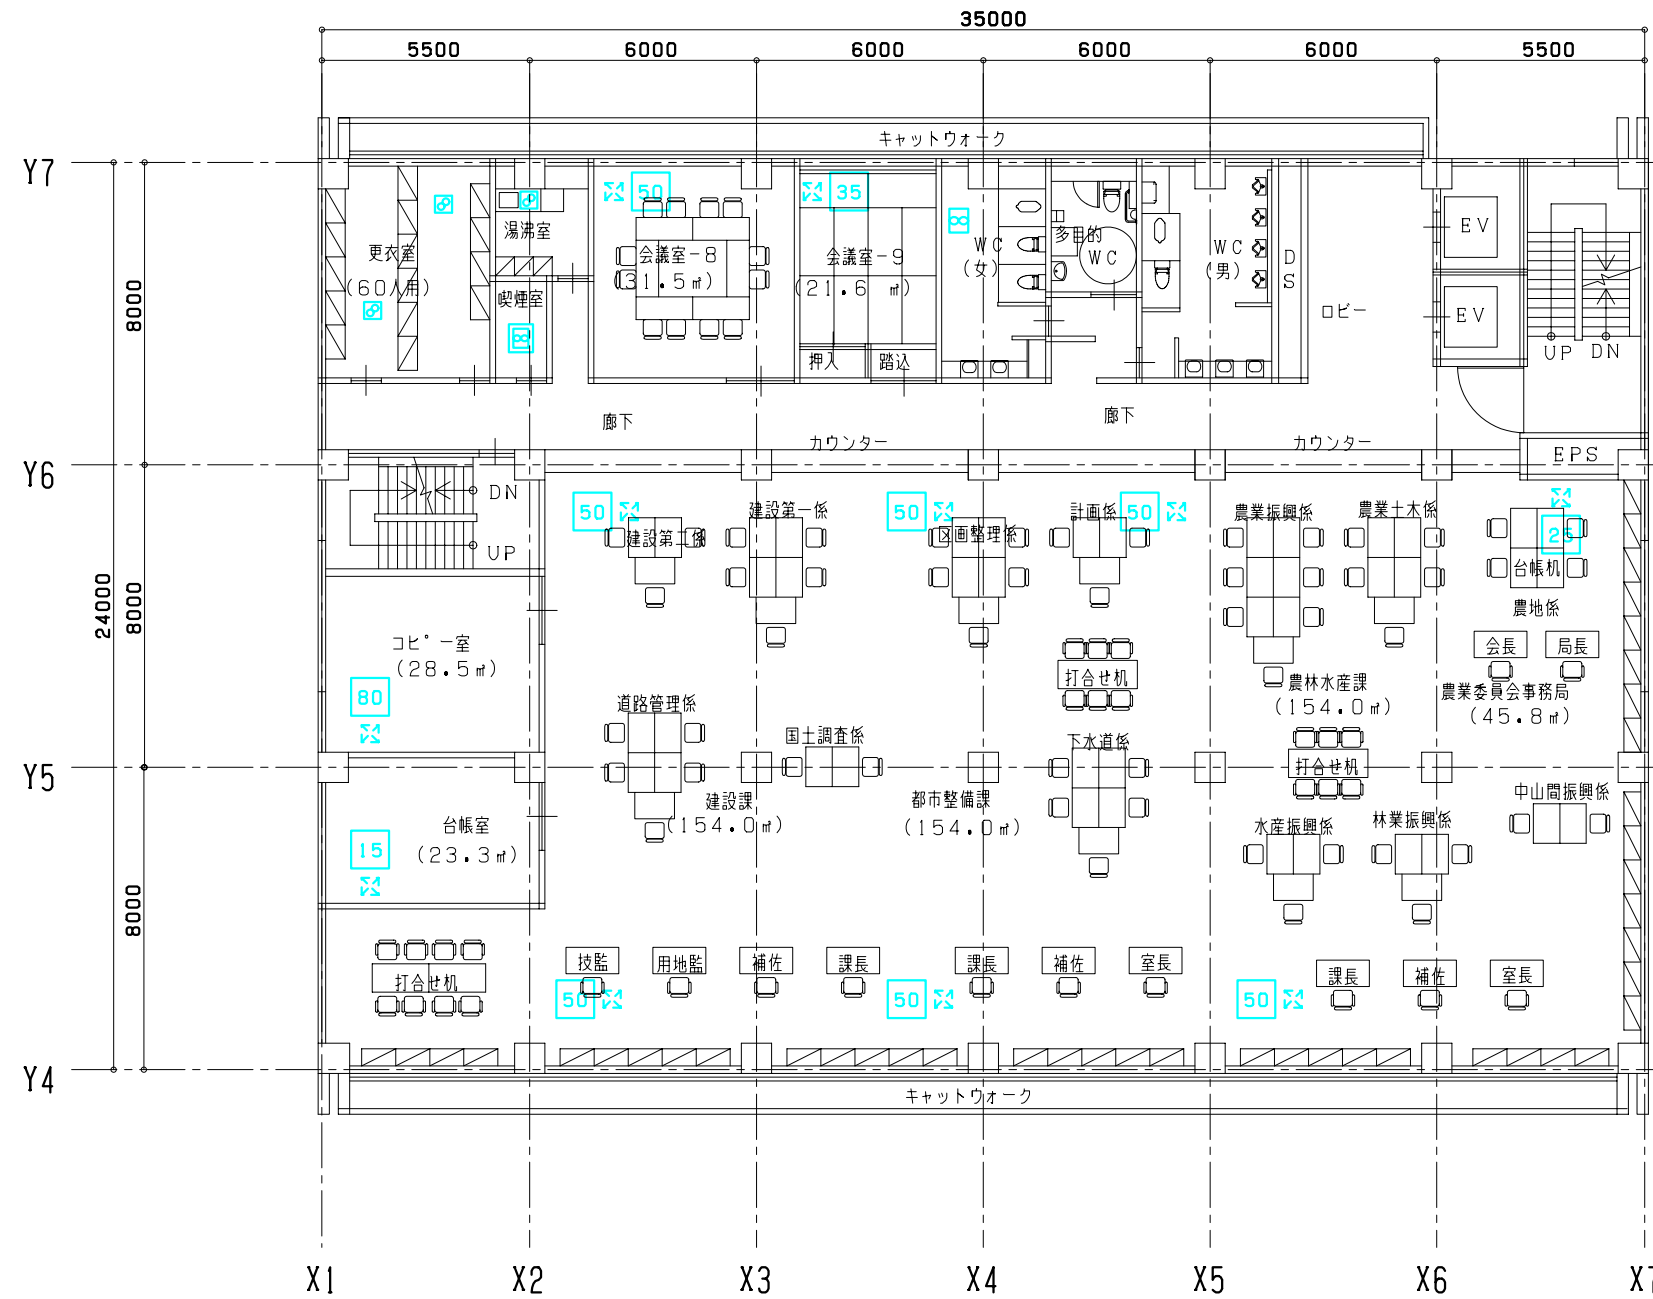 35000
5500 6000 6000 6000 6000 5500
キャットウォーク
Y7
50 35
湯沸室
更衣室
(60人用)
会議室-8
(31.5㎡)
会議室-9
(21.6 ㎡)
WC
(女)
多目的
WC
WC
(男)
DS
EV
ロビー
EV
喫煙室
押入 踏込
UP DN
8000
廊下 廊下
カウンター カウンター
EPS
Y6
DN
UP
50 50 50
建設第一係
建設第二係
区画整理係
計画係
農業振興係
農業土木係
25
台帳机
農地係
24000
8000
コピー室
(28.5㎡)
80
会長 局長
打合せ机
農林水産課
(154.0㎡)
農業委員会事務局
(45.8㎡)
道路管理係
国土調査係
下水道係
打合せ机
Y5
建設課
(154.0㎡)
都市整備課
(154.0㎡)
中山間振興係
水産振興係
林業振興係
台帳室
(23.3㎡)
15
8000
打合せ机
技監 用地監 補佐 課長 課長 補佐 室長 課長 補佐 室長
50 50 50
Y4
キャットウォーク
X1 X2 X3 X4 X5 X6 X7